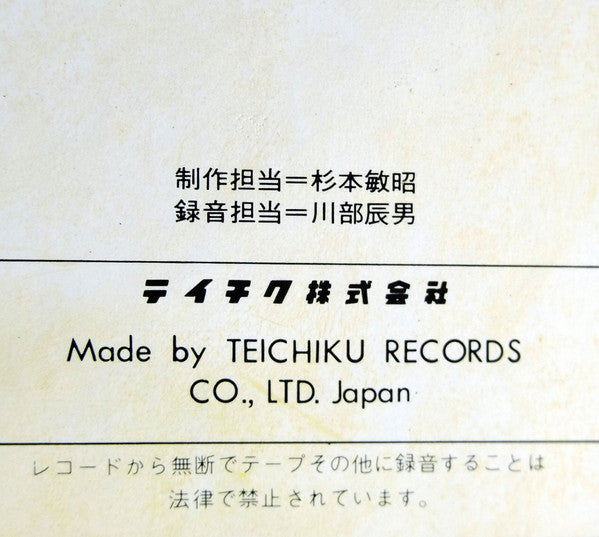 制作担当＝杉本敏昭
録音担当＝川部辰男
テイチク株式会社
Made by TEICHIKU RECORDS
CO., LTD. Japan
レコードから無断でテープその他に録音することは
法律で禁止されています。